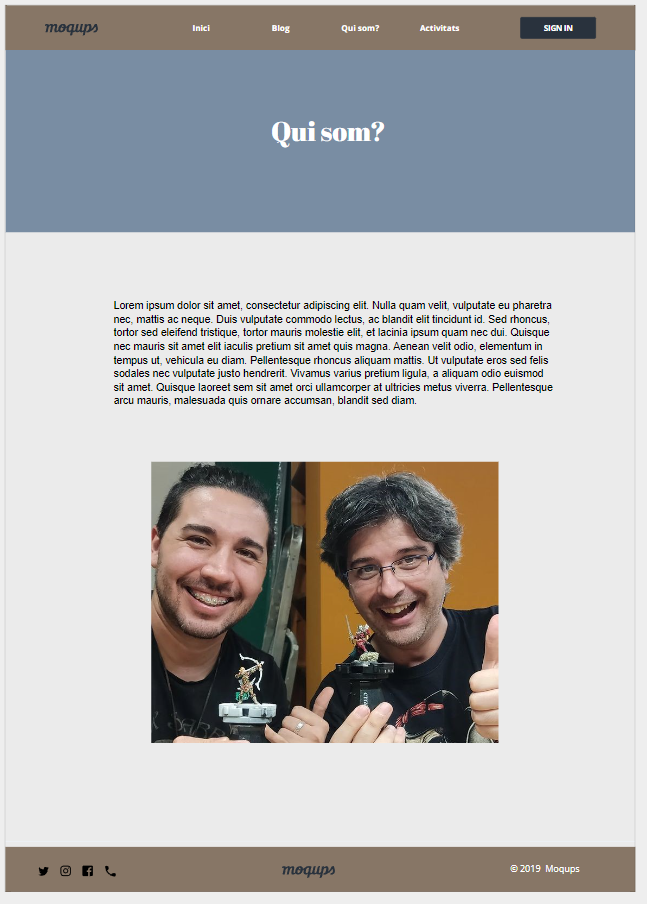 moqups
Inici
Blog
Qui som?
Activitats
SIGN IN
Qui som?
Lorem ipsum dolor sit amet, consectetur adipiscing elit. Nulla quam velit, vulputate eu pharetra
nec, mattis ac neque. Duis vulputate commodo lectus, ac blandit elit tincidunt id. Sed rhoncus,
tortor sed eleifend tristique, tortor mauris molestie elit, et lacinia ipsum quam nec dui. Quisque
nec mauris sit amet elit iaculis pretium sit amet quis magna. Aenean velit odio, elementum in
tempus ut, vehicula eu diam. Pellentesque rhoncus aliquam mattis. Ut vulputate eros sed felis
sodales nec vulputate justo hendrerit. Vivamus varius pretium ligula, a aliquam odio euismod
sit amet. Quisque laoreet sem sit amet orci ullamcorper at ultricies metus viverra. Pellentesque
arcu mauris, malesuada quis ornare accumsan, blandit sed diam.
moqups
© 2019 Moqups